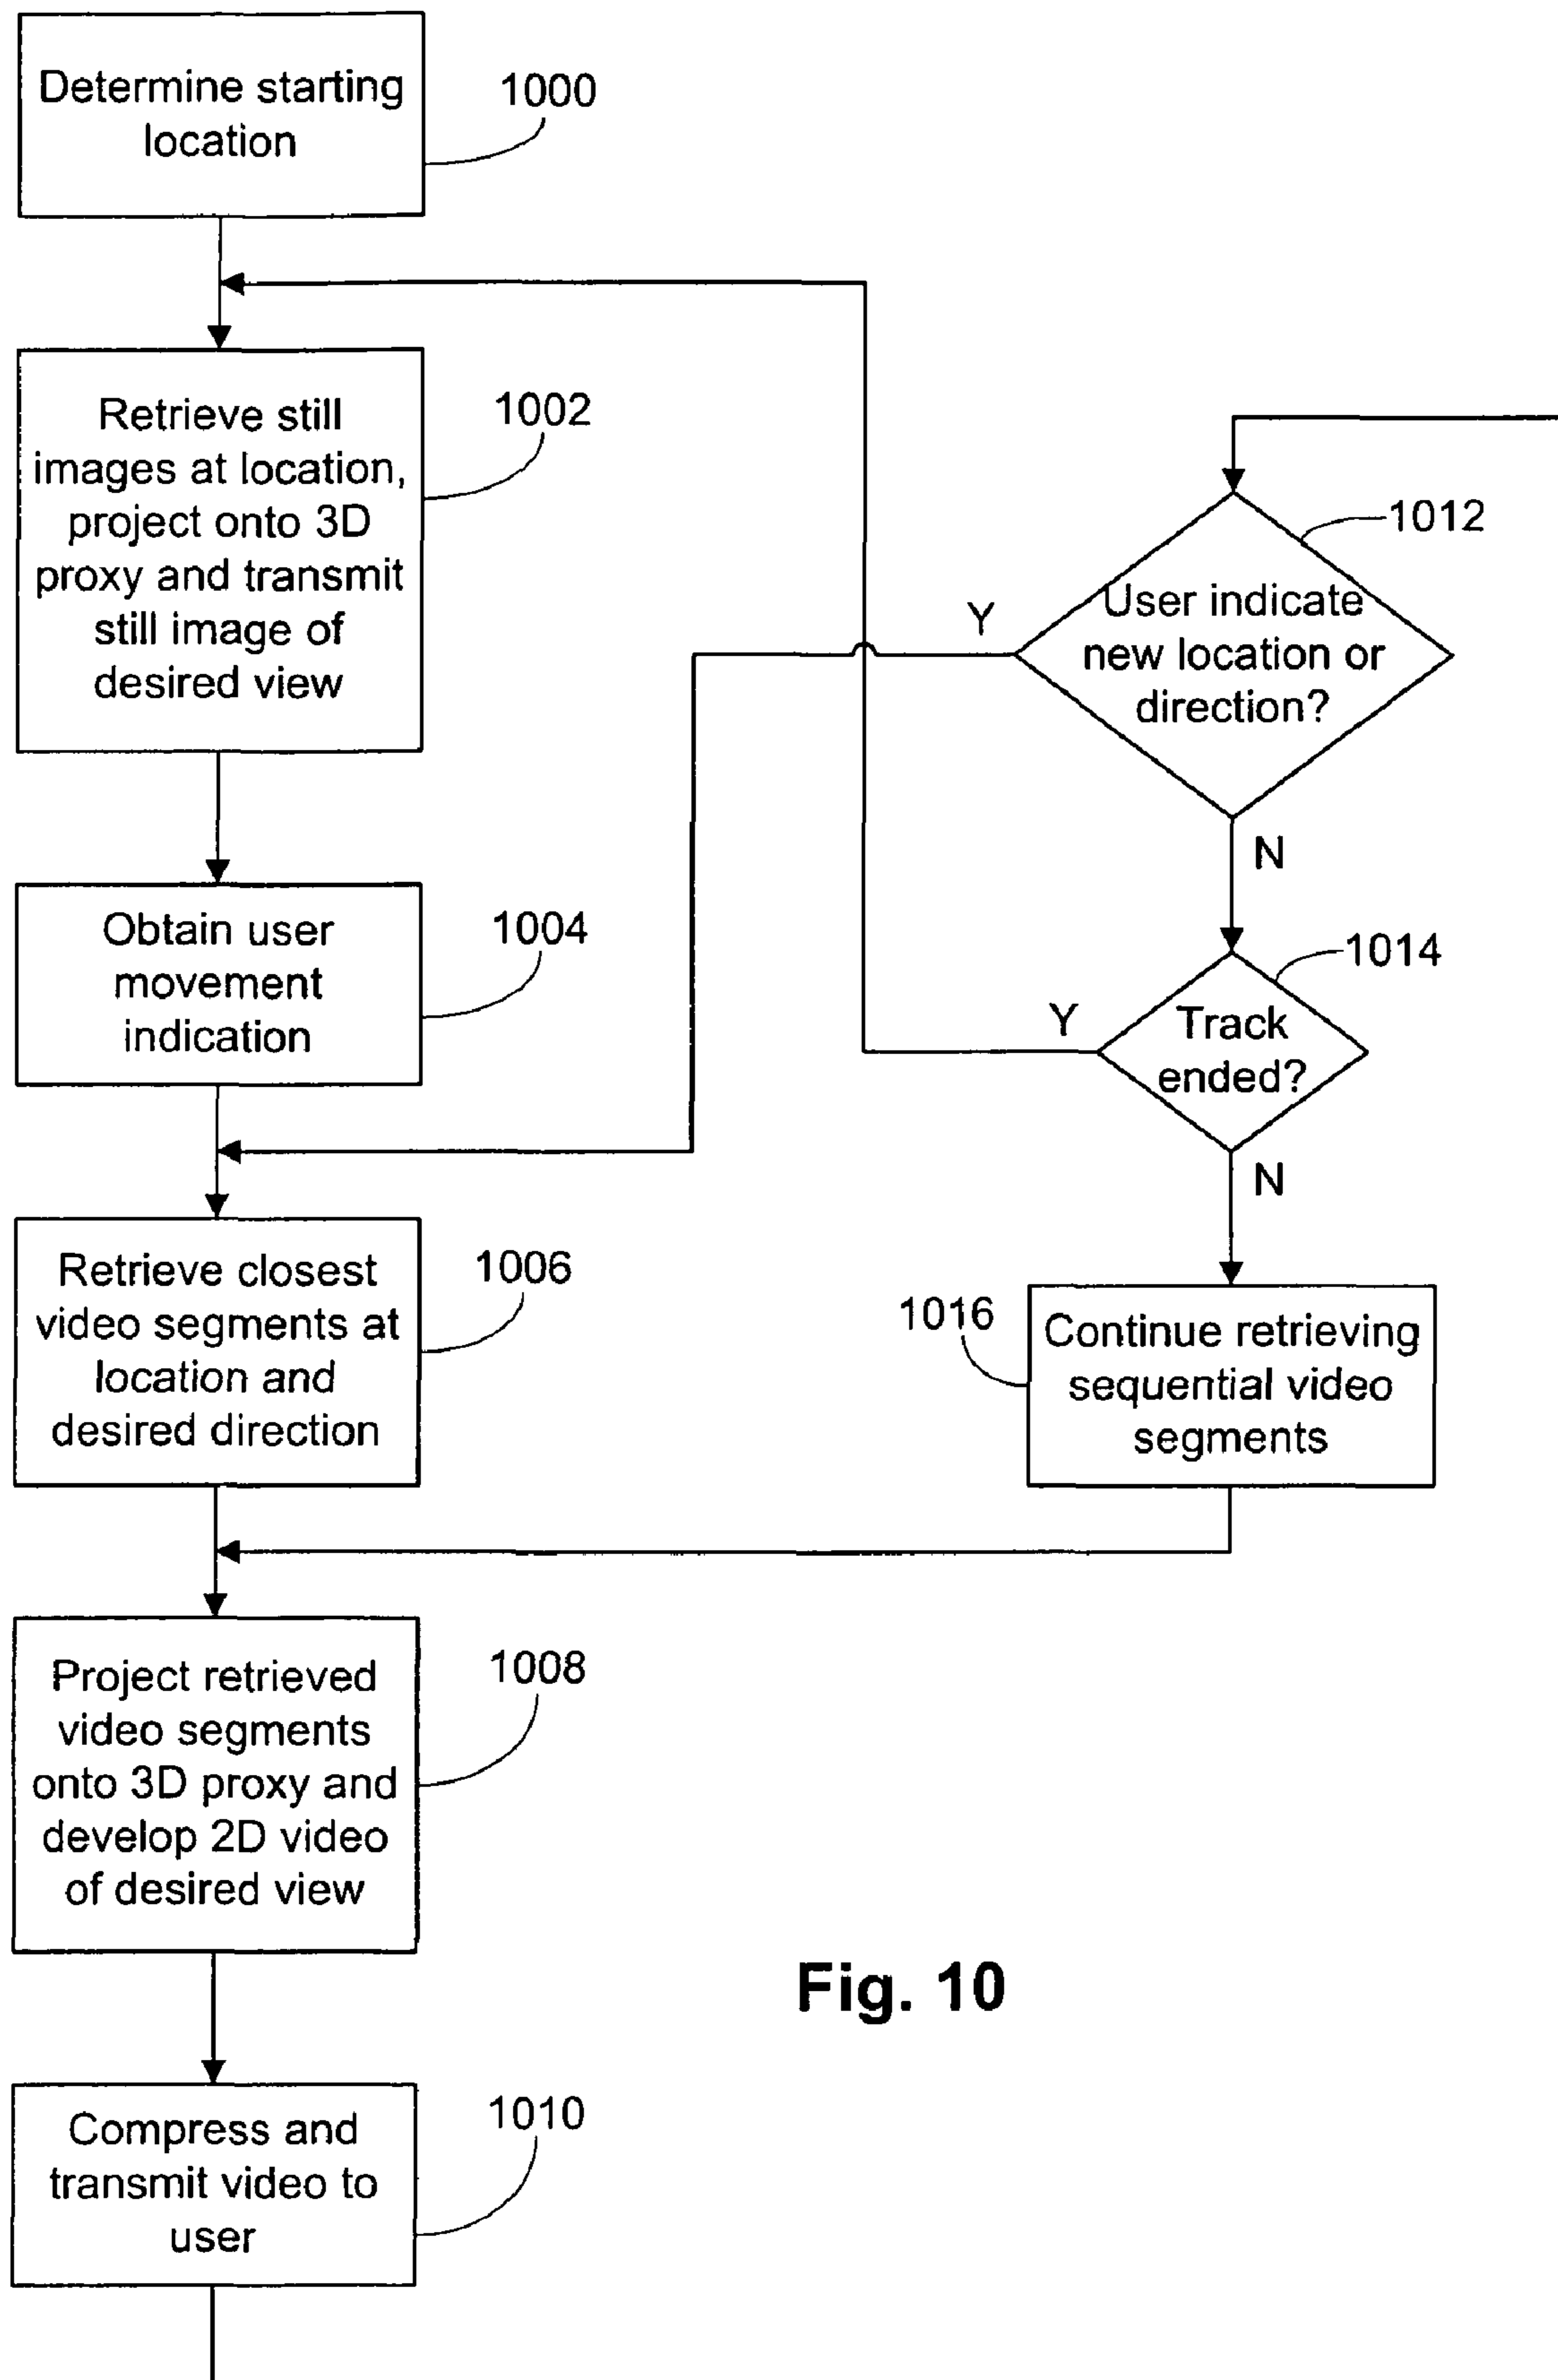 Determine starting
location
1000
Retrieve still
images at location,
project onto 3D
proxy and transmit
still image of
desired view
1002
Obtain user
movement
indication
1004
Retrieve closest
video segments at
location and
desired direction
1006
Project retrieved
video segments
onto 3D proxy and
develop 2D video
of desired view
1008
Compress and
transmit video to
user
1010
1012
User indicate
new location or
direction?
Y
N
1014
Track
ended?
Y
N
1016
Continue retrieving
sequential video
segments
Fig. 10